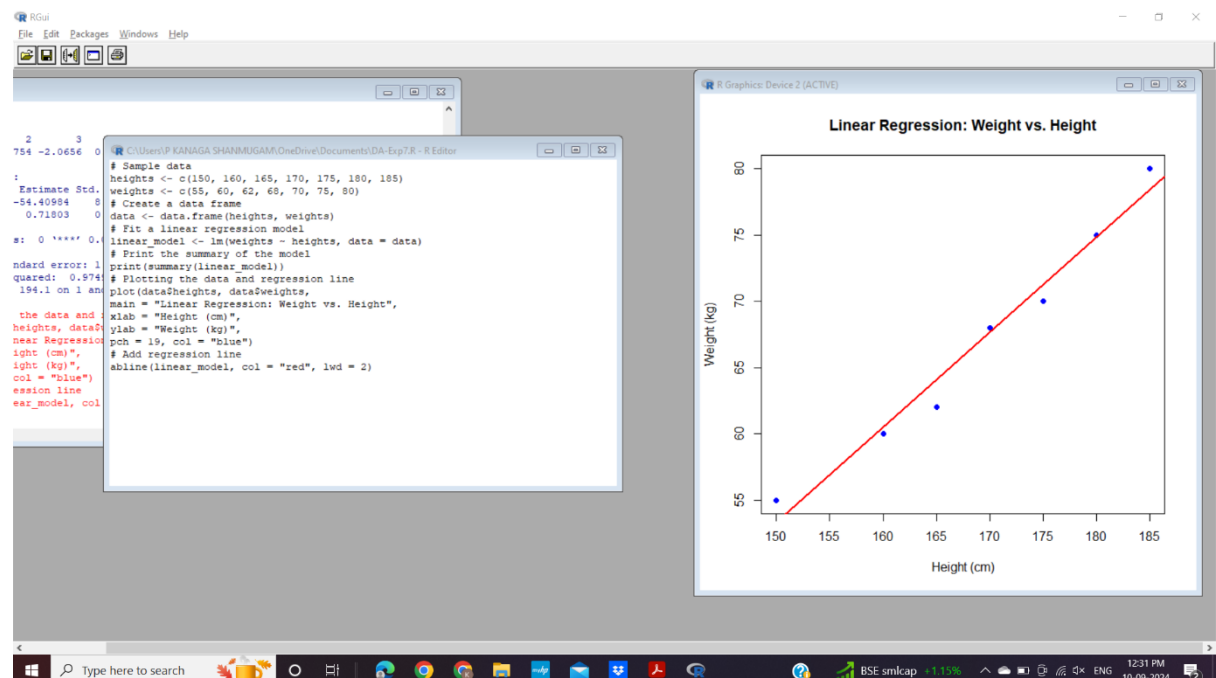 RGui
File Edit Packages Windows Help
2 3
754 -2.0656 0
:
Estimate Std.
-54.40984 8
0.71803 0
s: 0 '***' 0.
ndard error: 1
quared: 0.974
194.1 on 1 an
the data and
heights, data$
near Regression
ight (cm)",
ight (kg)",
col = "blue")
ession line
ear_model, col
C:\Users\P KANAGA SHANMUGAM\OneDrive\Documents\DA-Exp7.R - R Editor
# Sample data
heights <- c(150, 160, 165, 170, 175, 180, 185)
weights <- c(55, 60, 62, 68, 70, 75, 80)
# Create a data frame
data <- data.frame(heights, weights)
# Fit a linear regression model
linear_model <- lm(weights ~ heights, data = data)
# Print the summary of the model
print(summary(linear_model))
# Plotting the data and regression line
plot(data$heights, data$weights,
main = "Linear Regression: Weight vs. Height",
xlab = "Height (cm)",
ylab = "Weight (kg)",
pch = 19, col = "blue")
# Add regression line
abline(linear_model, col = "red", lwd = 2)
R Graphics: Device 2 (ACTIVE)
Linear Regression: Weight vs. Height
80
75
70
65
60
55
Weight (kg)
150 155 160 165 170 175 180 185
Height (cm)
Type here to search
BSE smlcap +1.15%
ENG
12:31 PM
10-09-2024